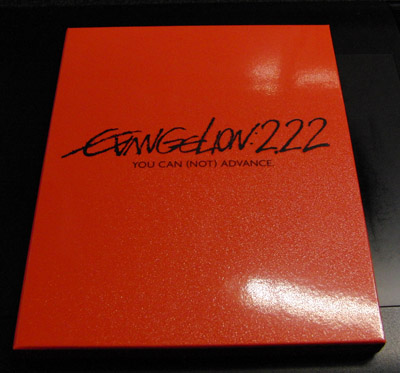 EVANGELION:2.22
YOU CAN (NOT) ADVANCE.